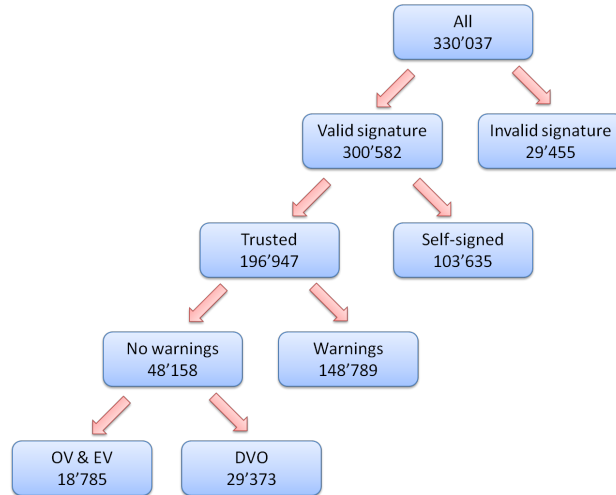 All
330’037
Valid signature
300’582
Invalid signature
29’455
Trusted
196’947
Self-signed
103’635
No warnings
48’158
Warnings
148’789
OV & EV
18’785
DVO
29’373